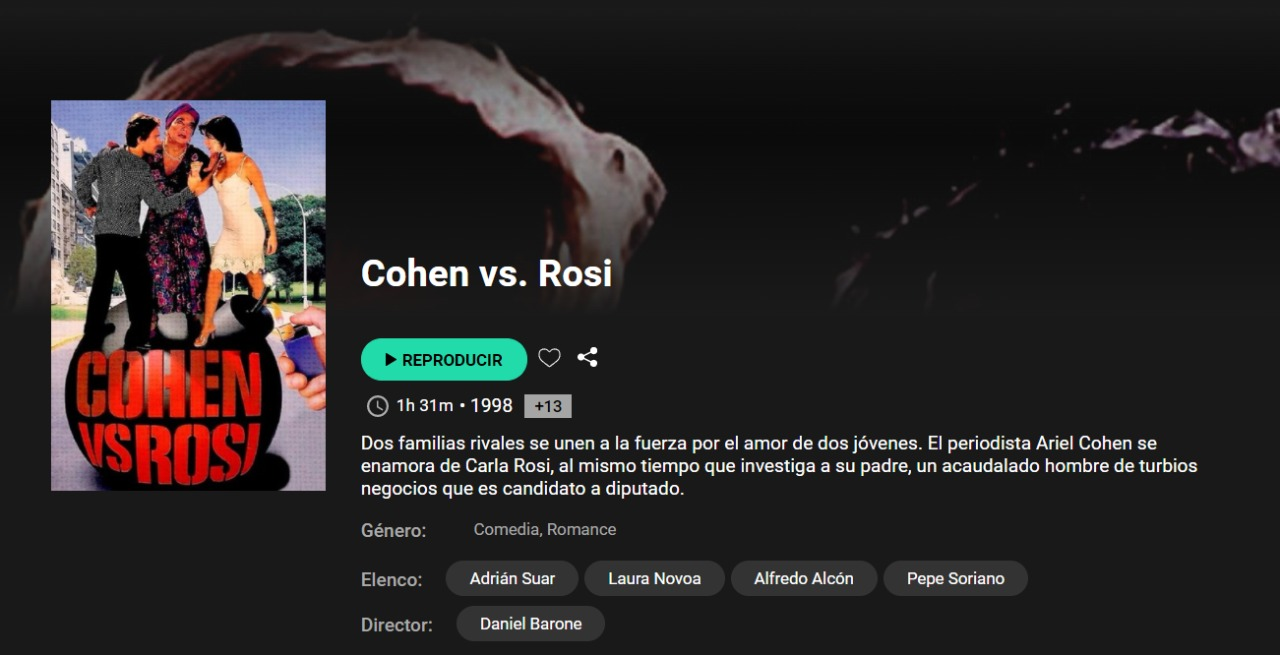 COHEN
VS ROSI
Cohen vs. Rosi
REPRODUCIR
1h 31m • 1998 +13
Dos familias rivales se unen a la fuerza por el amor de dos jóvenes. El periodista Ariel Cohen se
enamora de Carla Rosi, al mismo tiempo que investiga a su padre, un acaudalado hombre de turbios
negocios que es candidato a diputado.
Género: Comedia, Romance
Elenco: Adrián Suar Laura Novoa Alfredo Alcón Pepe Soriano
Director: Daniel Barone